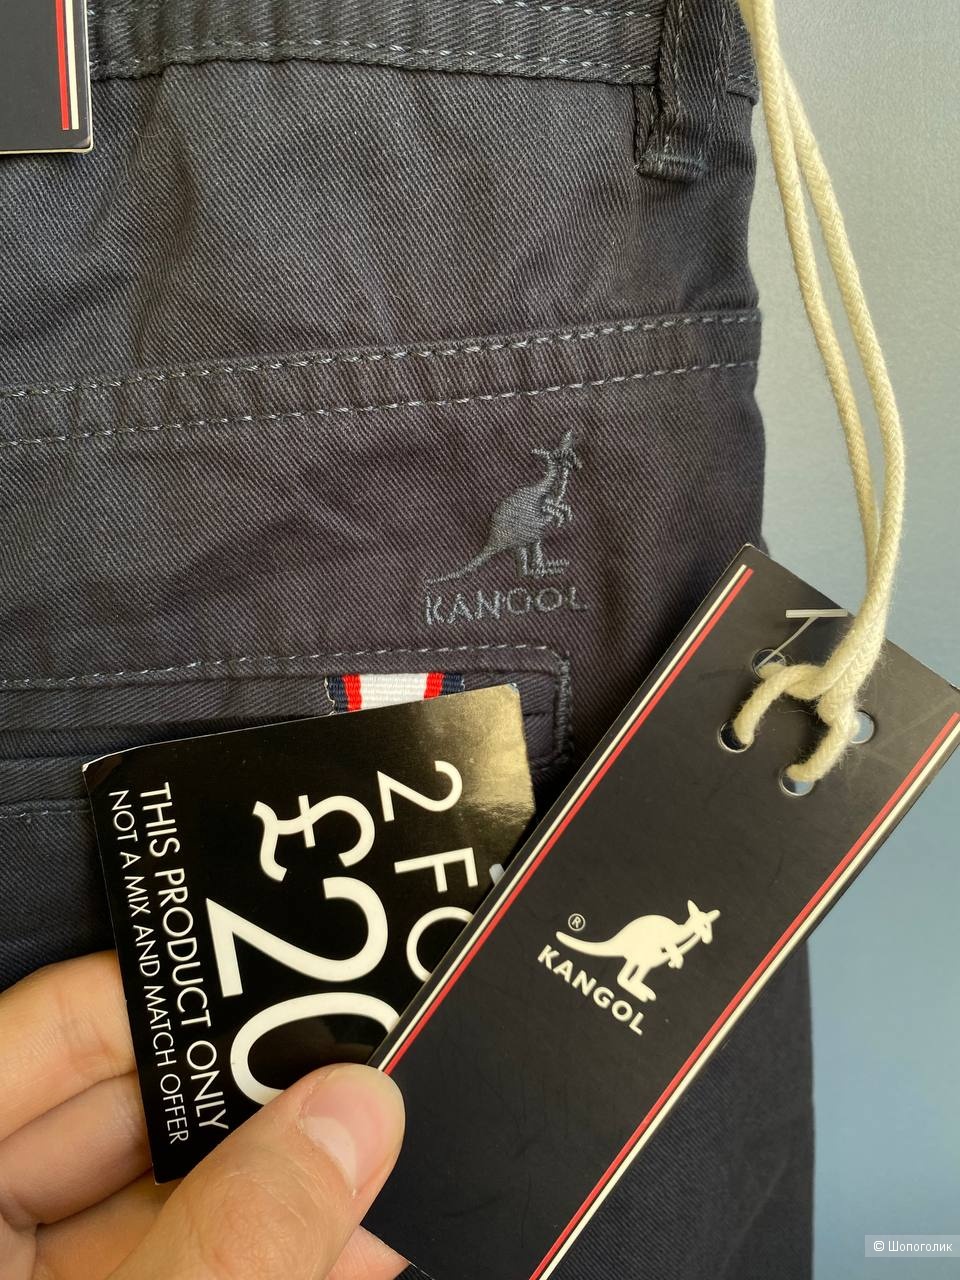 KANGOL
2 FO
£20
THIS PRODUCT ONLY
NOT A MIX AND MATCH OFFER
®
KANGOL
© Шопоголик